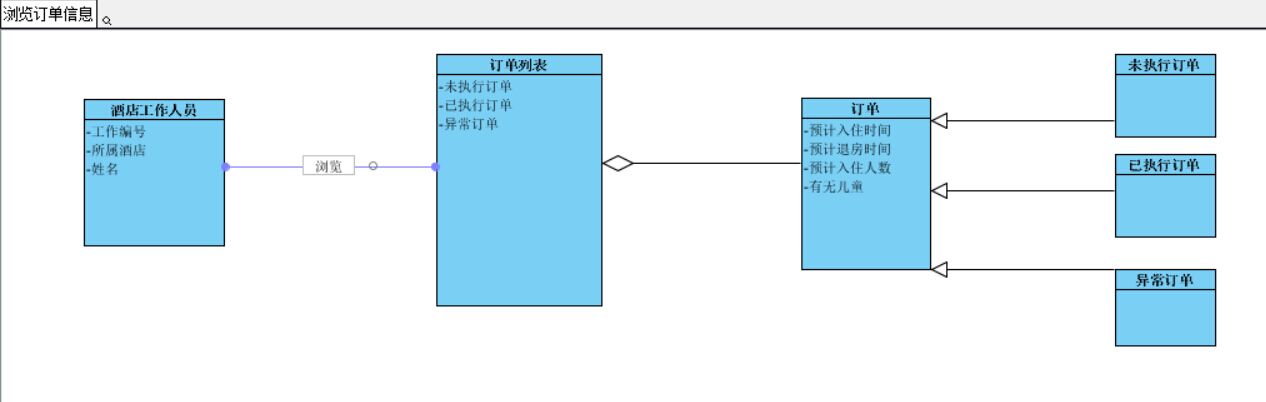 浏览订单信息
酒店工作人员
-工作编号
-所属酒店
-姓名
浏览
订单列表
-未执行订单
-已执行订单
-异常订单
订单
-预计入住时间
-预计退房时间
-预计入住人数
-有无儿童
未执行订单
已执行订单
异常订单